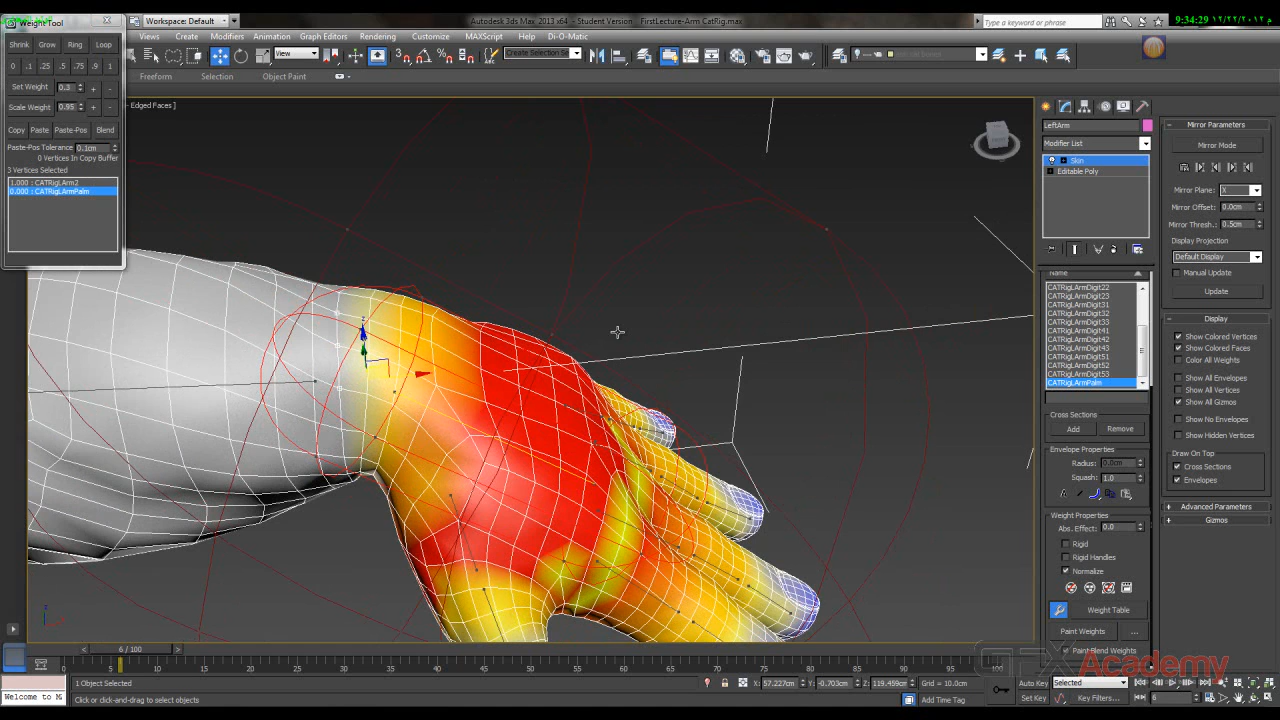 Weight Tool
Workspace: Default
Autodesk 3ds Max 2013 x64 - Student Version FirstLecture-Arm CatRig.max
Type a keyword or phrase
9:34:29
Views Create Modifiers Animation Graph Editors Rendering Customize MAXScript Help Di-O-Matic
Shrink Grow Ring Loop
View
Create Selection Se
0 .1 .25 .5 .75 .9 1
Freeform Selection Object Paint
Set Weight 0.3 + -
Scale Weight 0.95 + -
- Edged Faces ]
Copy Paste Paste-Pos Blend
Paste-Pos Tolerance 0.1cm
0 Vertices In Copy Buffer
3 Vertices Selected
1.000 : CATRigLArm2
0.000 : CATRigLArmPalm
LeftArm
Modifier List
Skin
Editable Poly
Name
CATRigLArmDigit22
CATRigLArmDigit23
CATRigLArmDigit31
CATRigLArmDigit32
CATRigLArmDigit33
CATRigLArmDigit41
CATRigLArmDigit42
CATRigLArmDigit43
CATRigLArmDigit51
CATRigLArmDigit52
CATRigLArmDigit53
CATRigLArmPalm
Cross Sections
Add Remove
Envelope Properties
Radius: 0.0cm
Squash: 1.0
Weight Properties
Abs. Effect: 0.0
Rigid
Rigid Handles
Normalize
Weight Table
Paint Weights ...
Paint Blend Weights
Mirror Parameters
Mirror Mode
Mirror Plane: X
Mirror Offset: 0.0cm
Mirror Thresh.: 0.5cm
Display Projection
Default Display
Manual Update
Update
Display
Show Colored Vertices
Show Colored Faces
Color All Weights
Show All Envelopes
Show All Vertices
Show All Gizmos
Show No Envelopes
Show Hidden Vertices
Draw On Top
Cross Sections
Envelopes
Advanced Parameters
Gizmos
GFX Academy
6 / 100
0 5 10 15 20 25 30 35 40 45 50 55 60 65 70 75 80 85 90 95 100
Welcome to M
1 Object Selected
Click or click-and-drag to select objects
X: 57.227cm Y: -0.703cm Z: 119.459cm Grid = 10.0cm
Add Time Tag
Auto Key Selected
Set Key Key Filters... 6